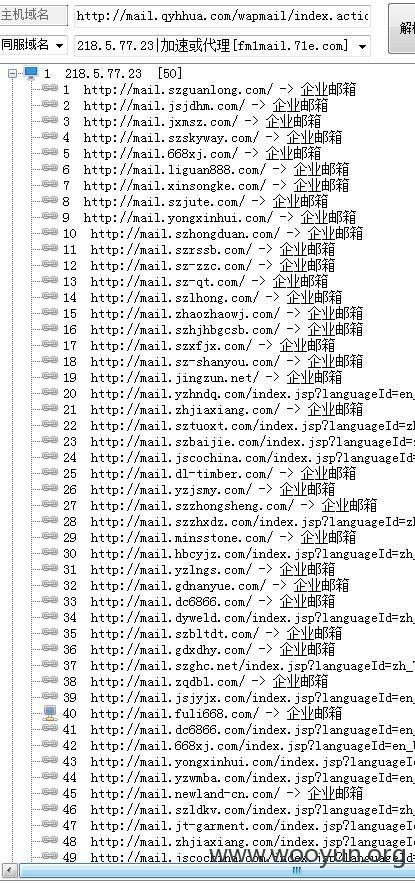 主机域名 http://mail.qyhhua.com/wapmail/index.actio 解析
同服域名 218.5.77.23|加速或代理[fm1mail.71e.com]
1 218.5.77.23 [50]
1 http://mail.szguanlong.com/ -> 企业邮箱
2 http://mail.jsjdhm.com/ -> 企业邮箱
3 http://mail.jxmsz.com/ -> 企业邮箱
4 http://mail.szskyway.com/ -> 企业邮箱
5 http://mail.668xj.com/ -> 企业邮箱
6 http://mail.liguan888.com/ -> 企业邮箱
7 http://mail.xinsongke.com/ -> 企业邮箱
8 http://mail.szjute.com/ -> 企业邮箱
9 http://mail.yongxinhui.com/ -> 企业邮箱
10 http://mail.szhongduan.com/ -> 企业邮箱
11 http://mail.szrssb.com/ -> 企业邮箱
12 http://mail.sz-zzc.com/ -> 企业邮箱
13 http://mail.sz-qt.com/ -> 企业邮箱
14 http://mail.szlhong.com/ -> 企业邮箱
15 http://mail.zhaozhaowj.com/ -> 企业邮箱
16 http://mail.szhjhbgcsb.com/ -> 企业邮箱
17 http://mail.szxfjx.com/ -> 企业邮箱
18 http://mail.sz-shanyou.com/ -> 企业邮箱
19 http://mail.jingzun.net/ -> 企业邮箱
20 http://mail.yzhndq.com/index.jsp?languageId=en_
21 http://mail.zhjiaxiang.com/ -> 企业邮箱
22 http://mail.sztuoxt.com/index.jsp?languageId=zh
23 http://mail.szbaijie.com/index.jsp?languageId=z
24 http://mail.jscochina.com/index.jsp?languageId=
25 http://mail.dl-timber.com/ -> 企业邮箱
26 http://mail.yzjsmy.com/ -> 企业邮箱
27 http://mail.szzhongsheng.com/ -> 企业邮箱
28 http://mail.szzhxdz.com/index.jsp?languageId=zh
29 http://mail.minsstone.com/ -> 企业邮箱
30 http://mail.hbcyjz.com/index.jsp?languageId=zh_
31 http://mail.yzlngs.com/ -> 企业邮箱
32 http://mail.gdnanyue.com/ -> 企业邮箱
33 http://mail.dc6866.com/ -> 企业邮箱
34 http://mail.dyweld.com/index.jsp?languageId=zh_
35 http://mail.szbltdt.com/ -> 企业邮箱
36 http://mail.gdxdhy.com/ -> 企业邮箱
37 http://mail.szghc.net/index.jsp?languageId=zh_T
38 http://mail.zqdbl.com/ -> 企业邮箱
39 http://mail.jsjyjx.com/index.jsp?languageId=en_
40 http://mail.fuli668.com/ -> 企业邮箱
41 http://mail.dc6866.com/index.jsp?languageId=zh_
42 http://mail.668xj.com/index.jsp?languageId=en_U
43 http://mail.yongxinhui.com/index.jsp?languageId
44 http://mail.yzwmba.com/index.jsp?languageId=en_
45 http://mail.newland-cn.com/ -> 企业邮箱
46 http://mail.szldkv.com/index.jsp?languageId=zh_
47 http://mail.jt-garment.com/index.jsp?languageId
48 http://mail.zhjiaxiang.com/index.jsp?languageId
49 http://mail.jscochina.com/index.jsp?languageId=
www.wooyun.org